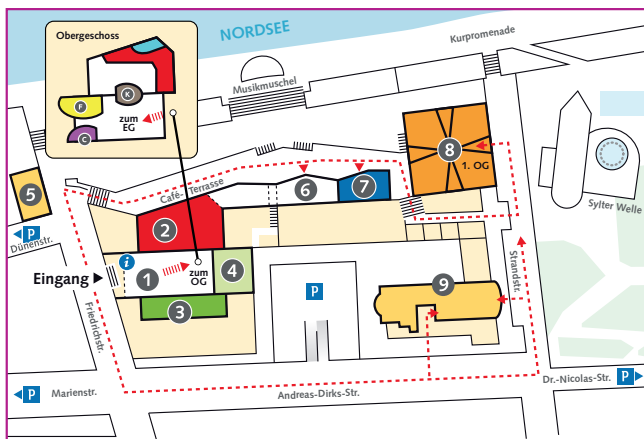 Obergeschoss
NORDSEE
Kurpromenade
Musikmuschel
K
F
zum
EG
C
8
1. OG
5
Café-Terrasse
6
7
Sylter Welle
P
Dünenstr.
2
i
Eingang
1
zum
OG
4
P
9
Strandstr.
3
Friedrichstr.
P
Marienstr.
Andreas-Dirks-Str.
Dr.-Nicolas-Str.
P